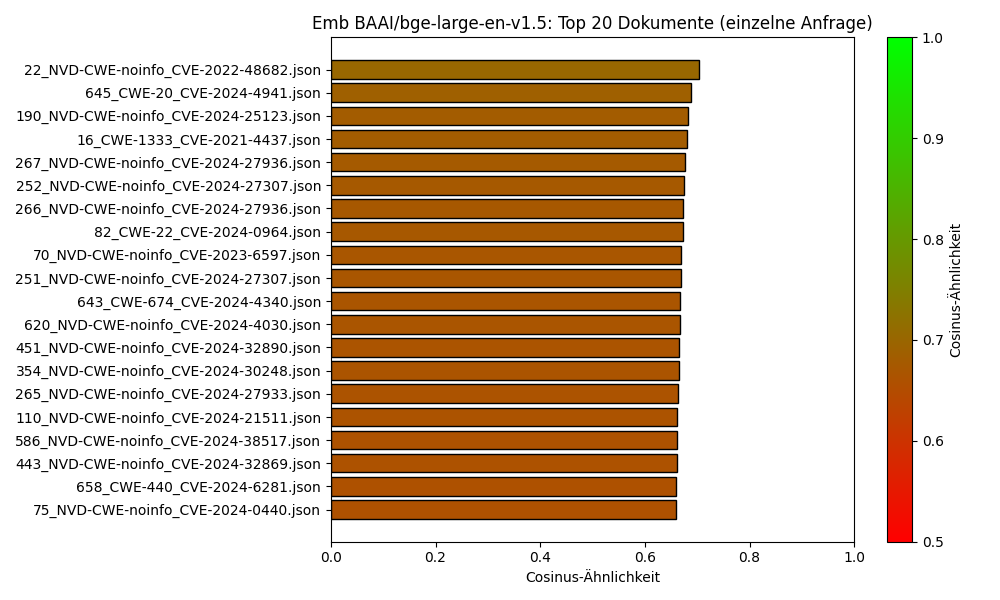 Emb BAAI/bge-large-en-v1.5: Top 20 Dokumente (einzelne Anfrage)
22_NVD-CWE-noinfo_CVE-2022-48682.json
645_CWE-20_CVE-2024-4941.json
190_NVD-CWE-noinfo_CVE-2024-25123.json
16_CWE-1333_CVE-2021-4437.json
267_NVD-CWE-noinfo_CVE-2024-27936.json
252_NVD-CWE-noinfo_CVE-2024-27307.json
266_NVD-CWE-noinfo_CVE-2024-27936.json
82_CWE-22_CVE-2024-0964.json
70_NVD-CWE-noinfo_CVE-2023-6597.json
251_NVD-CWE-noinfo_CVE-2024-27307.json
643_CWE-674_CVE-2024-4340.json
620_NVD-CWE-noinfo_CVE-2024-4030.json
451_NVD-CWE-noinfo_CVE-2024-32890.json
354_NVD-CWE-noinfo_CVE-2024-30248.json
265_NVD-CWE-noinfo_CVE-2024-27933.json
110_NVD-CWE-noinfo_CVE-2024-21511.json
586_NVD-CWE-noinfo_CVE-2024-38517.json
443_NVD-CWE-noinfo_CVE-2024-32869.json
658_CWE-440_CVE-2024-6281.json
75_NVD-CWE-noinfo_CVE-2024-0440.json
0.0 0.2 0.4 0.6 0.8 1.0
Cosinus-Ähnlichkeit
1.0
0.9
0.8
0.7
0.6
0.5
Cosinus-Ähnlichkeit